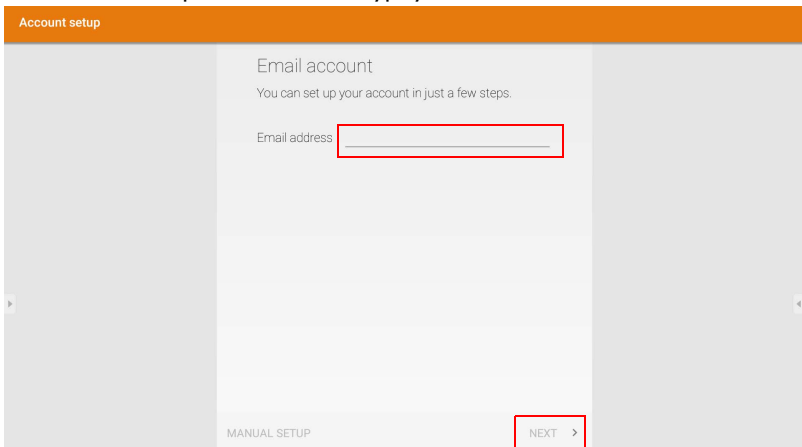 Account setup
Email account
You can set up your account in just a few steps.
Email address
MANUAL SETUP
NEXT >